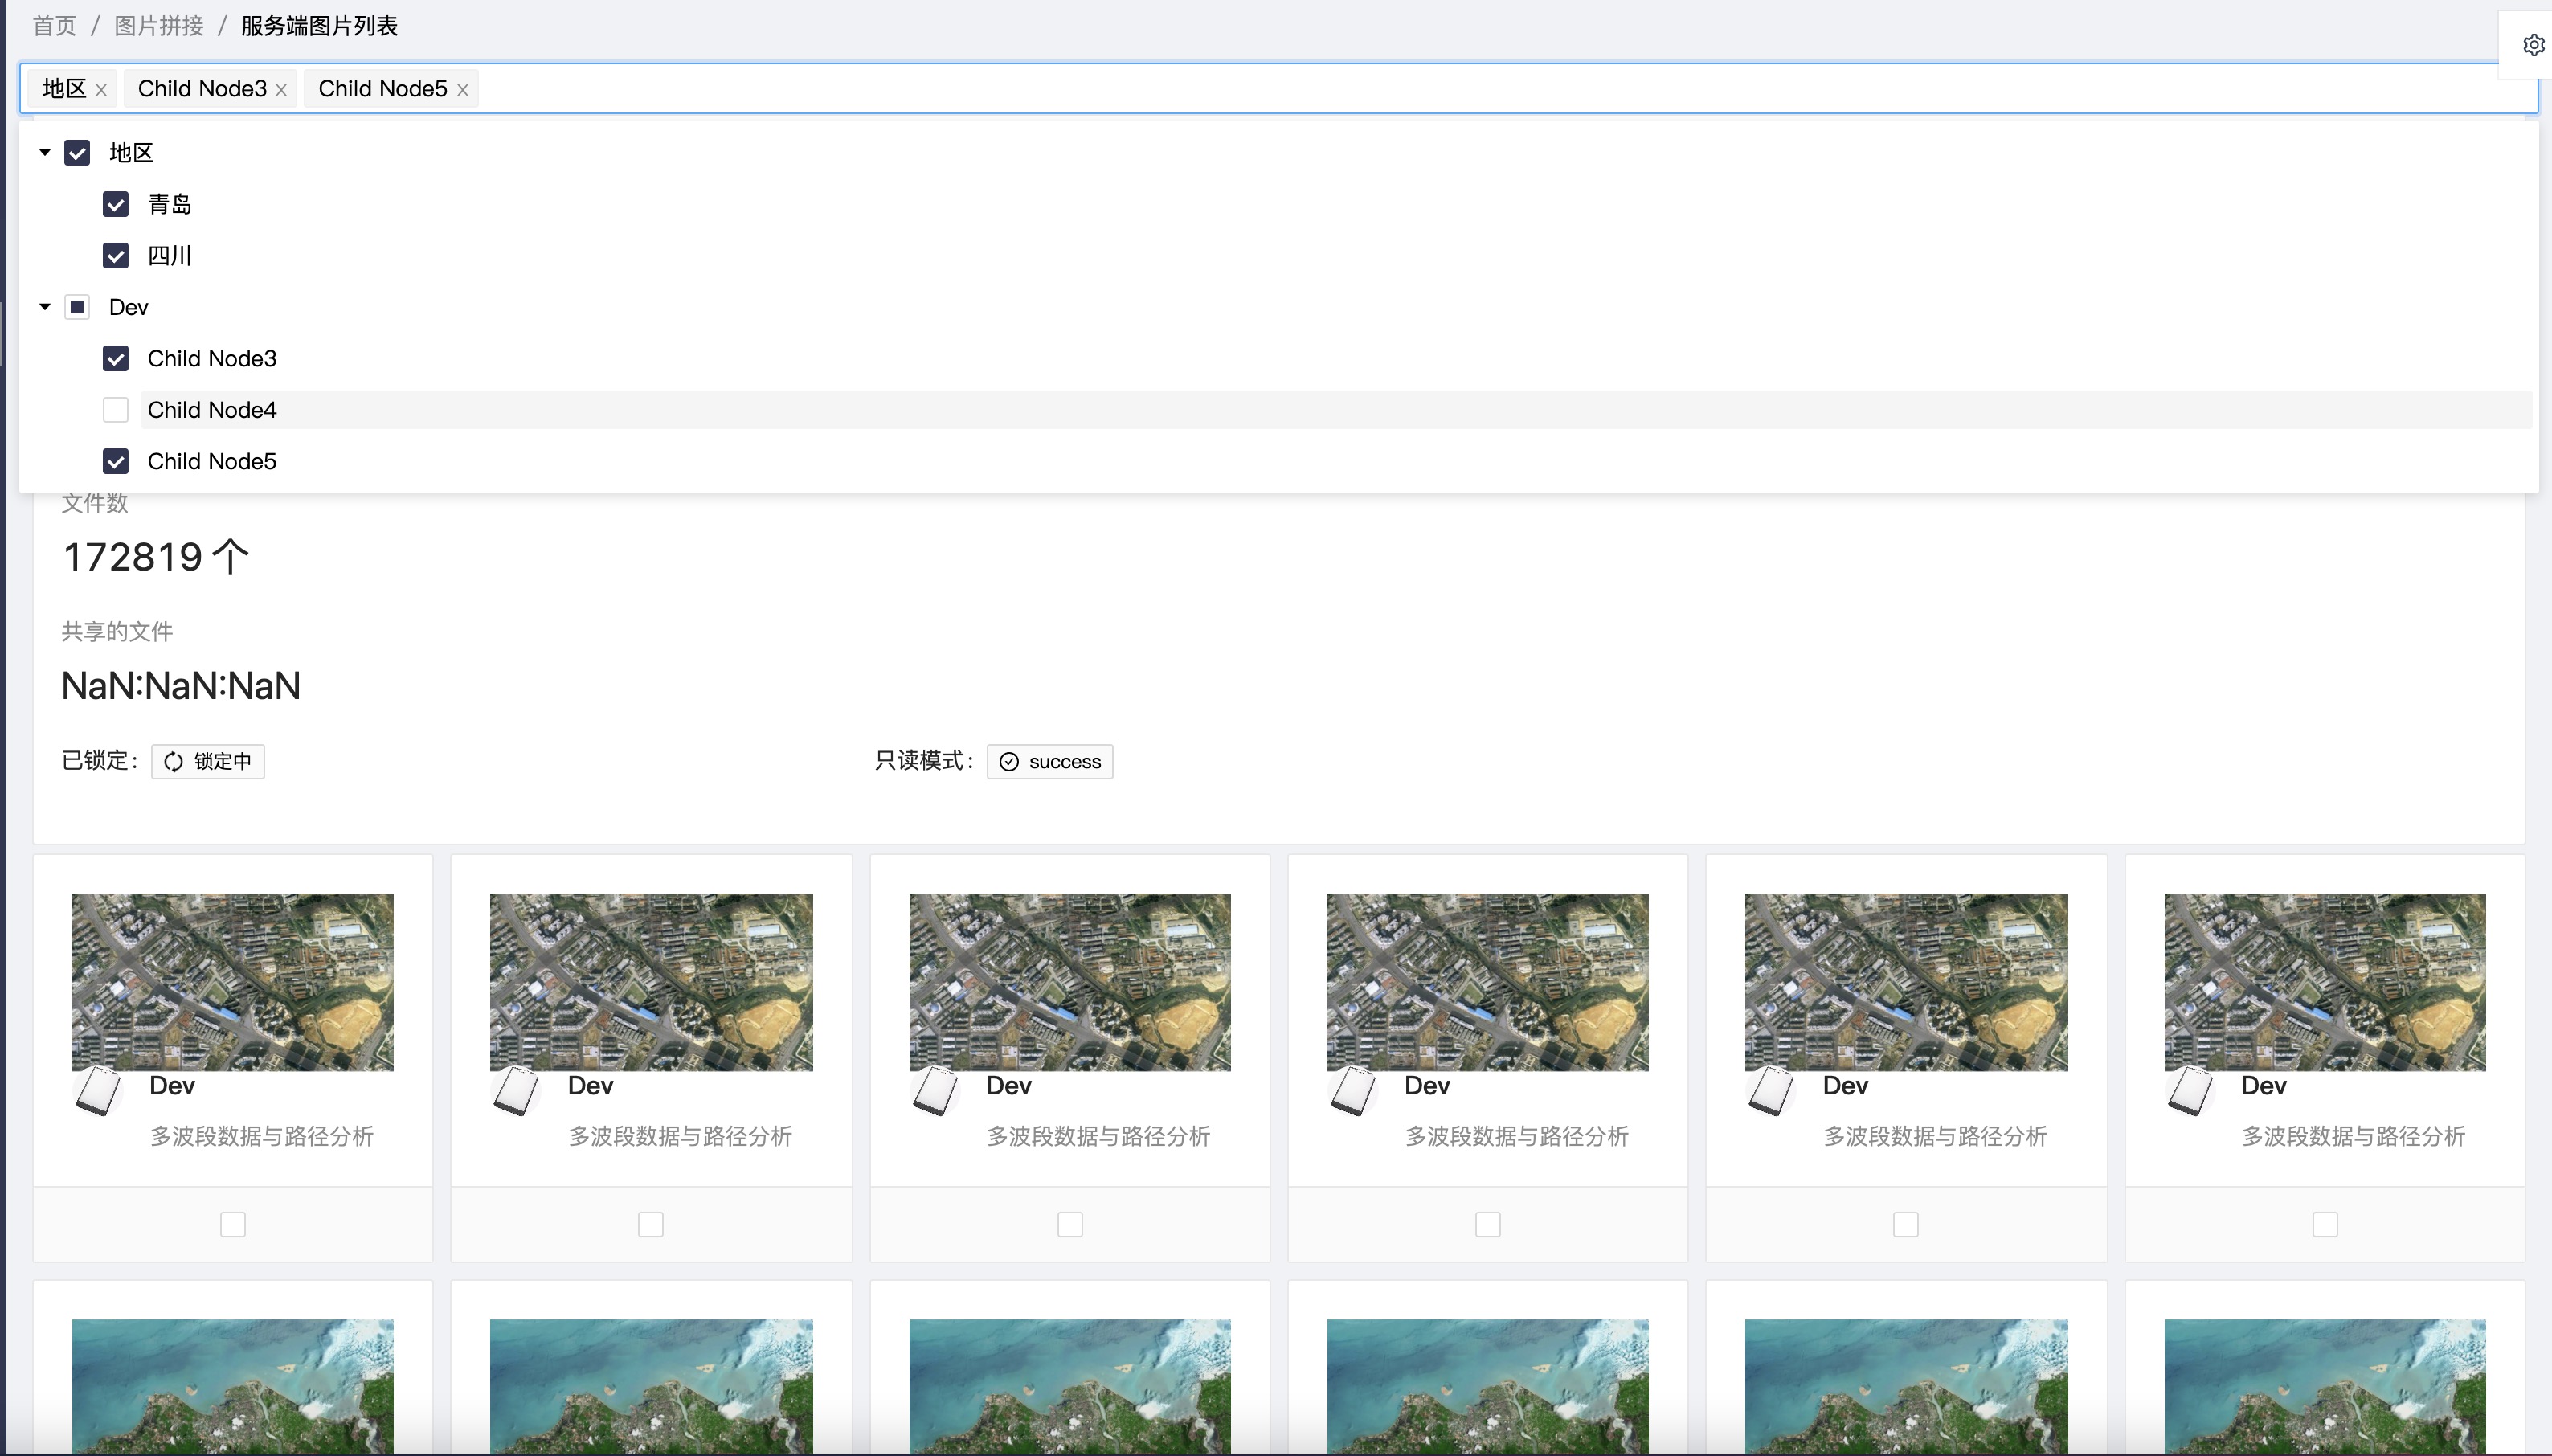 首页 / 图片拼接 / 服务端图片列表
地区 Child Node3 Child Node5
地区
青岛
四川
Dev
Child Node3
Child Node4
Child Node5
文件数
172819 个
共享的文件
NaN:NaN:NaN
已锁定: 锁定中 只读模式: success
Dev Dev Dev Dev Dev Dev
多波段数据与路径分析 多波段数据与路径分析 多波段数据与路径分析 多波段数据与路径分析 多波段数据与路径分析 多波段数据与路径分析